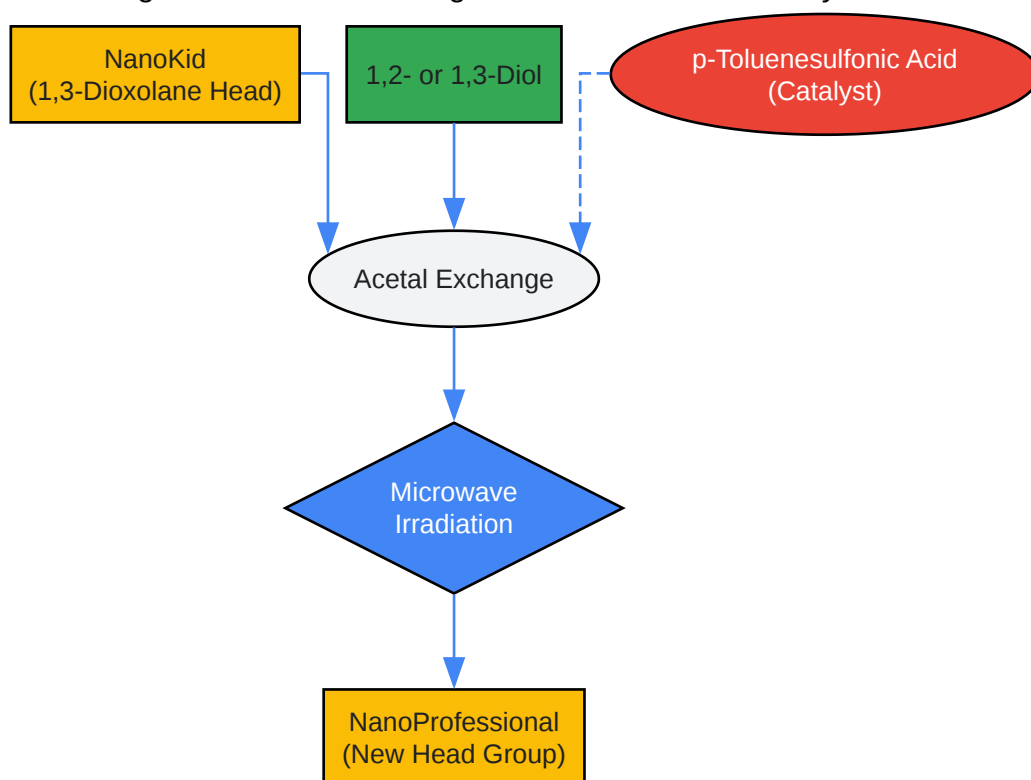 NanoKid
(1,3-Dioxolane Head)
1,2- or 1,3-Diol
p-Toluenesulfonic Acid
(Catalyst)
Acetal Exchange
Microwave
Irradiation
NanoProfessional
(New Head Group)